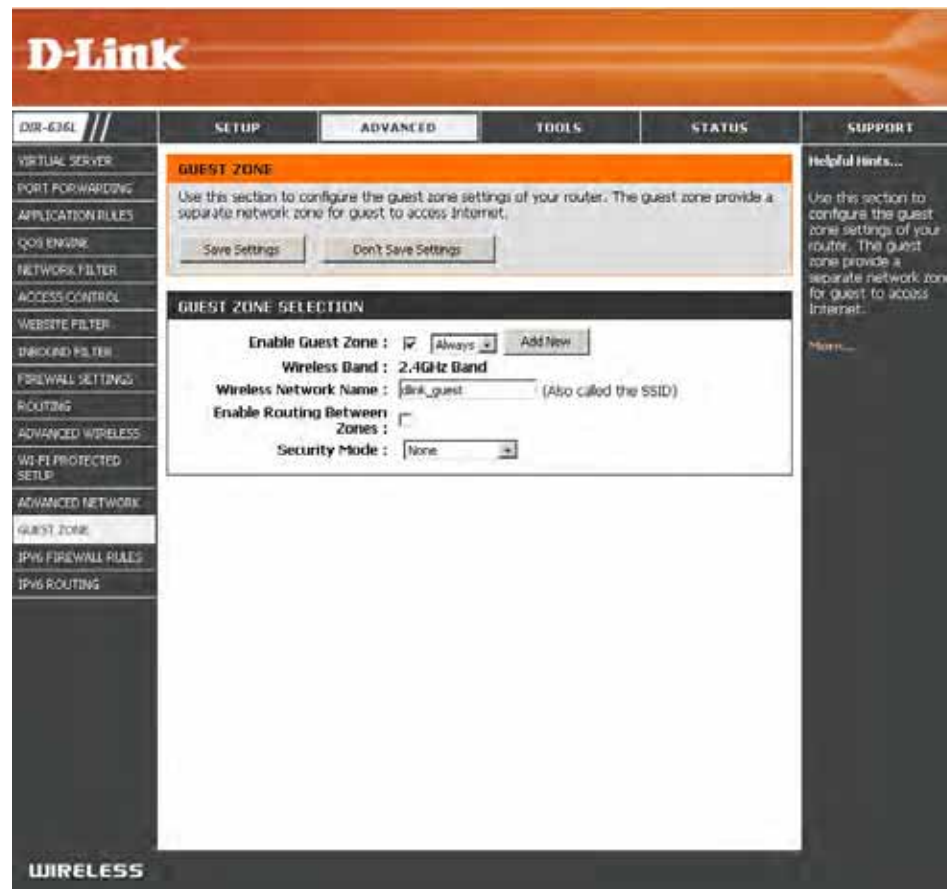 D-Link
DIR-636L
SETUP
ADVANCED
TOOLS
STATUS
SUPPORT
VIRTUAL SERVER
PORT FORWARDING
APPLICATION RULES
QOS ENGINE
NETWORK FILTER
ACCESS CONTROL
WEBSITE FILTER
INBOUND FILTER
FIREWALL SETTINGS
ROUTING
ADVANCED WIRELESS
WI-FI PROTECTED
SETUP
ADVANCED NETWORK
GUEST ZONE
IPV6 FIREWALL RULES
IPV6 ROUTING
GUEST ZONE
Use this section to configure the guest zone settings of your router. The guest zone provide a
separate network zone for guest to access Internet.
Save Settings
Don't Save Settings
GUEST ZONE SELECTION
Enable Guest Zone :
Always
Add New
Wireless Band : 2.4GHz Band
Wireless Network Name : dlink_guest (Also called the SSID)
Enable Routing Between
Zones :
Security Mode : None
Helpful Hints...
Use this section to
configure the guest
zone settings of your
router. The guest
zone provide a
separate network zone
for guest to access
Internet.
More...
WIRELESS